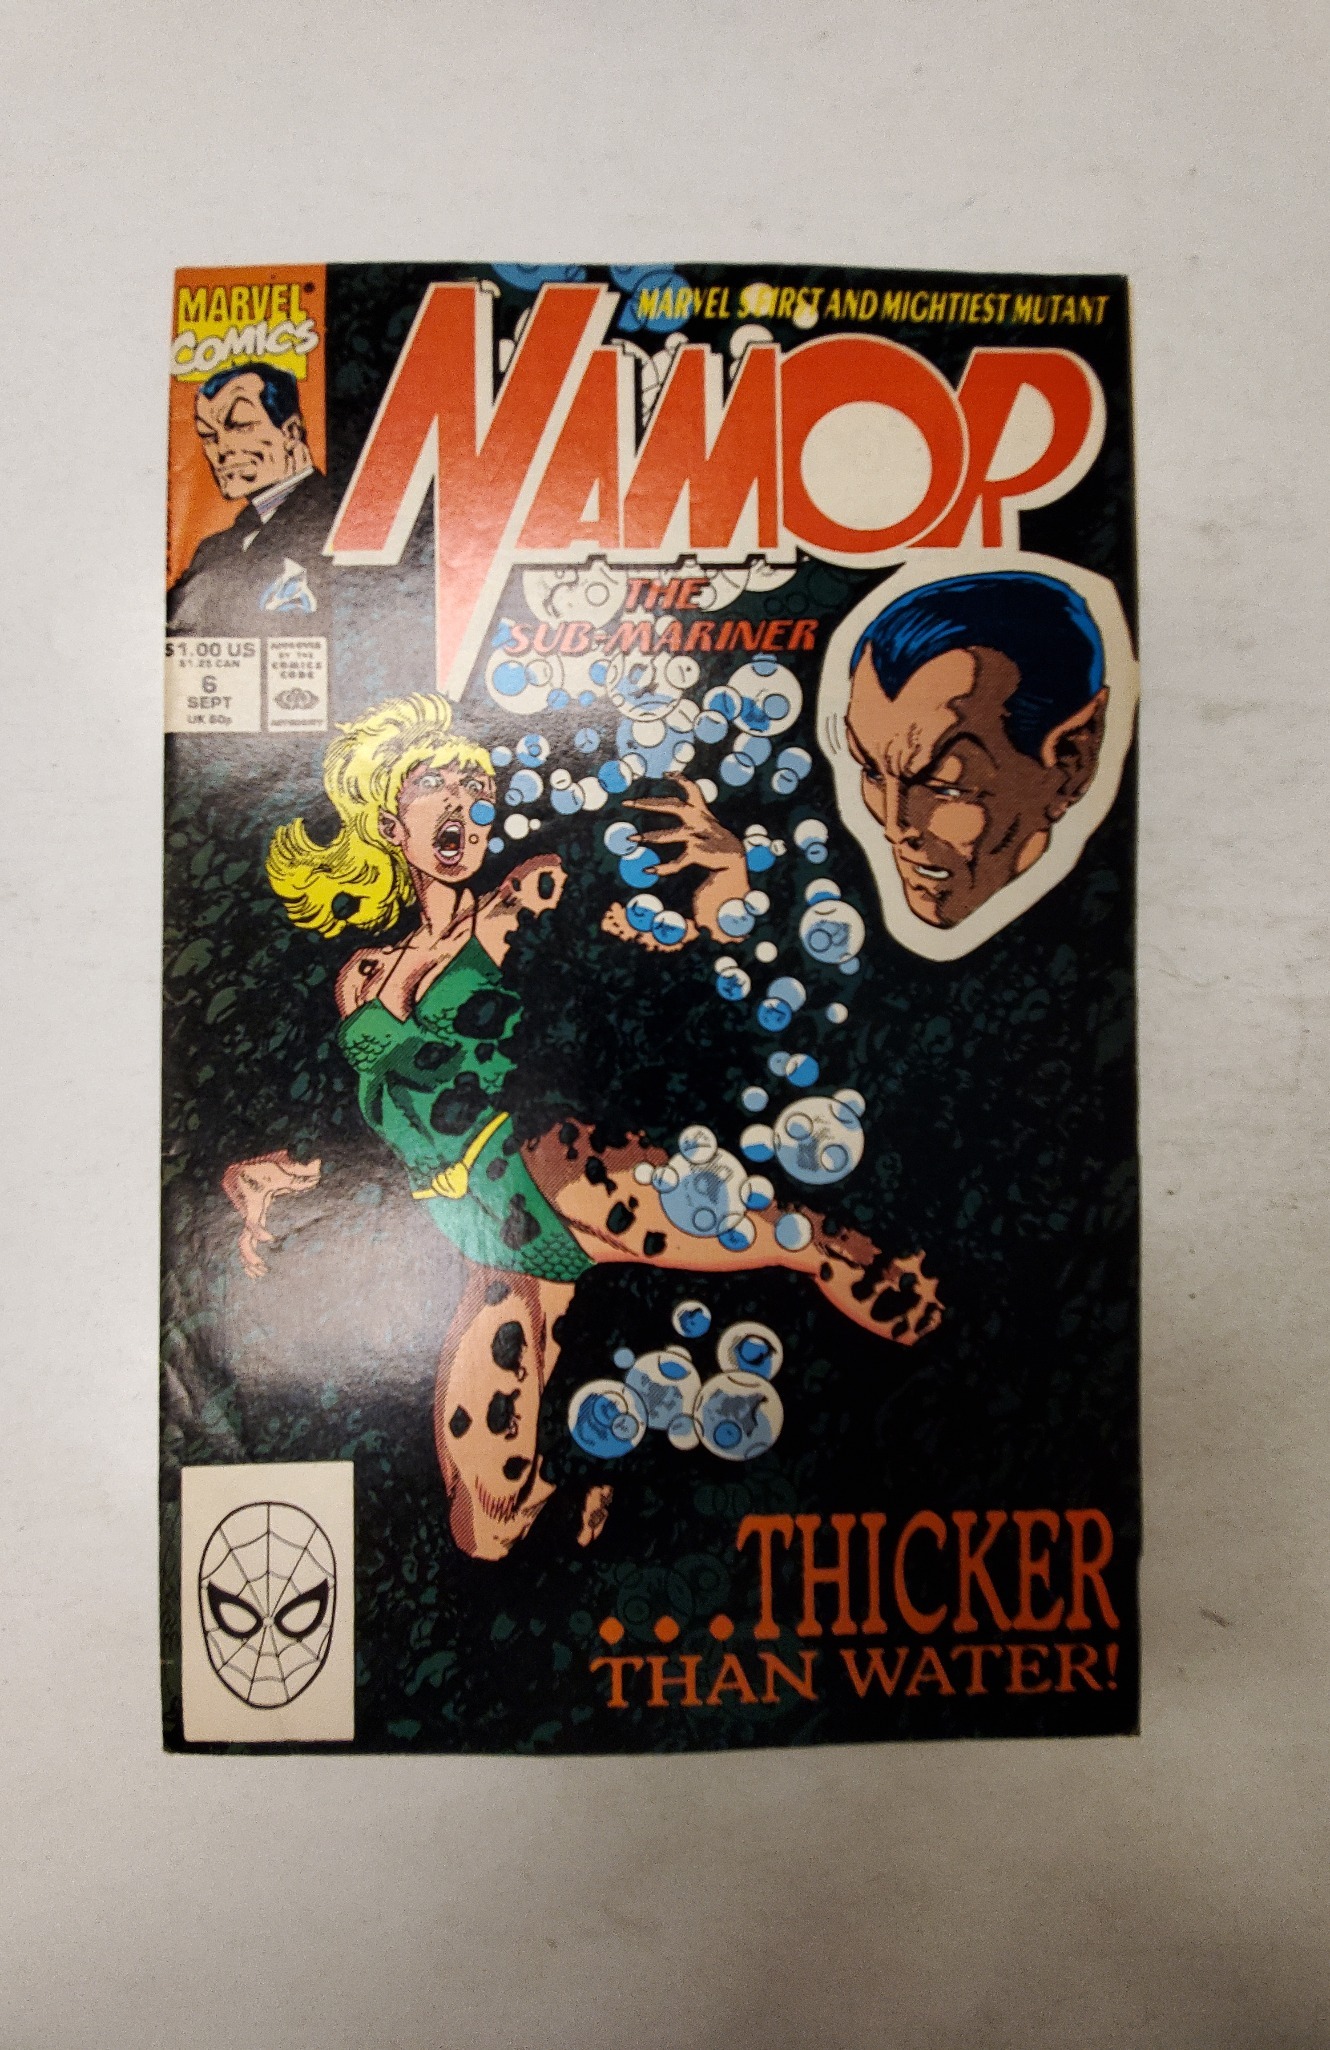 MARVEL
COMICS
MARVEL'S FIRST AND MIGHTIEST MUTANT
NAMOR
THE
SUB-MARINER
$1.00 US
$1.25 CAN
6
SEPT
UK 60p
APPROVED
BY THE
COMICS
CODE
AUTHORITY
...THICKER
THAN WATER!